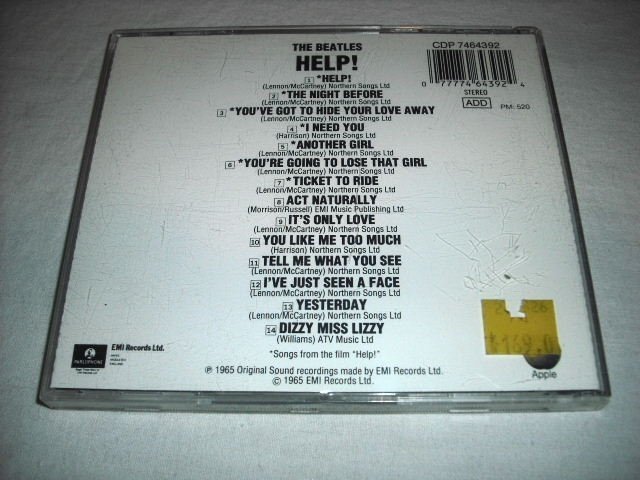 THE BEATLES
HELP!
1 *HELP!
(Lennon/McCartney) Northern Songs Ltd
2 *THE NIGHT BEFORE
(Lennon/McCartney) Northern Songs Ltd
3 *YOU'VE GOT TO HIDE YOUR LOVE AWAY
(Lennon/McCartney) Northern Songs Ltd
4 *I NEED YOU
(Harrison) Northern Songs Ltd
5 *ANOTHER GIRL
(Lennon/McCartney) Northern Songs Ltd
6 *YOU'RE GOING TO LOSE THAT GIRL
(Lennon/McCartney) Northern Songs Ltd
7 *TICKET TO RIDE
(Lennon/McCartney) Northern Songs Ltd
8 ACT NATURALLY
(Morrison/Russell) EMI Music Publishing Ltd
9 IT'S ONLY LOVE
(Lennon/McCartney) Northern Songs Ltd
10 YOU LIKE ME TOO MUCH
(Harrison) Northern Songs Ltd
11 TELL ME WHAT YOU SEE
(Lennon/McCartney) Northern Songs Ltd
12 I'VE JUST SEEN A FACE
(Lennon/McCartney) Northern Songs Ltd
13 YESTERDAY
(Lennon/McCartney) Northern Songs Ltd
14 DIZZY MISS LIZZY
(Williams) ATV Music Ltd
*Songs from the film "Help!"
℗ 1965 Original Sound recordings made by EMI Records Ltd.
© 1965 EMI Records Ltd.
CDP 7464392
0 77774 64392 4
STEREO
ADD
PM: 520
PARLOPHONE
EMI Records Ltd.
Apple